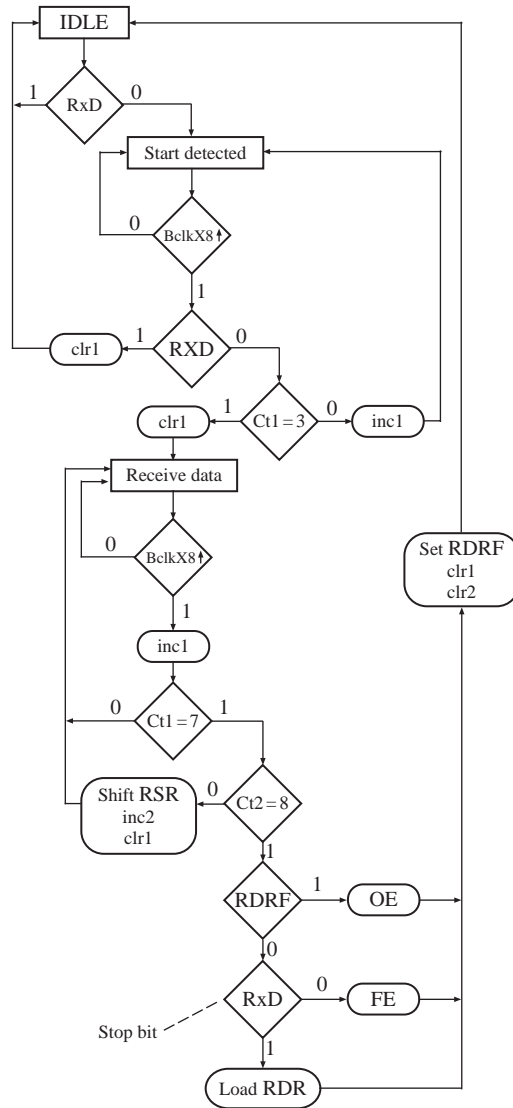 IDLE
1
RxD
0
Start detected
0
BclkX8↑
1
clr1
1
RXD
0
clr1
1
Ct1 = 3
0
inc1
Receive data
0
BclkX8↑
1
inc1
Set RDRF
clr1
clr2
0
Ct1 = 7
1
Shift RSR
inc2
clr1
0
Ct2 = 8
1
RDRF
1
OE
0
RxD
0
FE
Stop bit
1
Load RDR